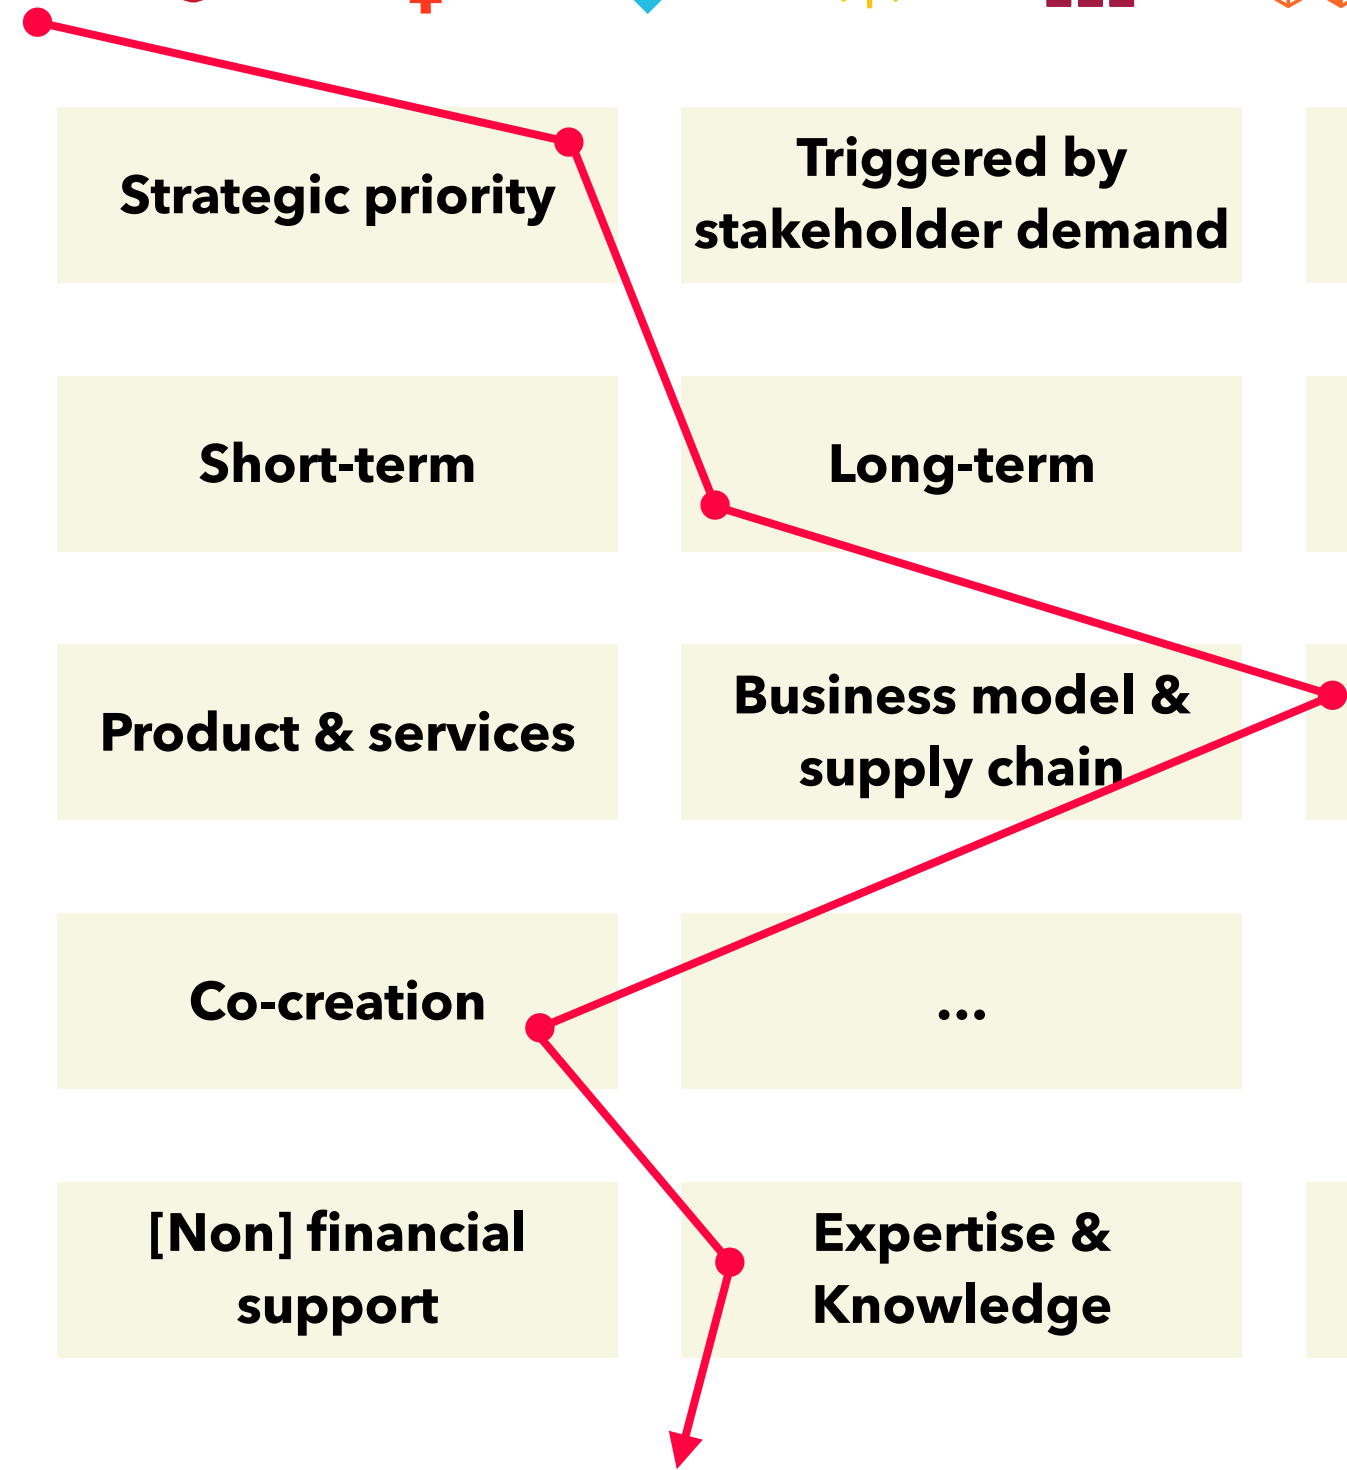 Strategic priority
Triggered by
stakeholder demand
Short-term
Long-term
Product & services
Business model &
supply chain
Co-creation
...
[Non] financial
support
Expertise &
Knowledge